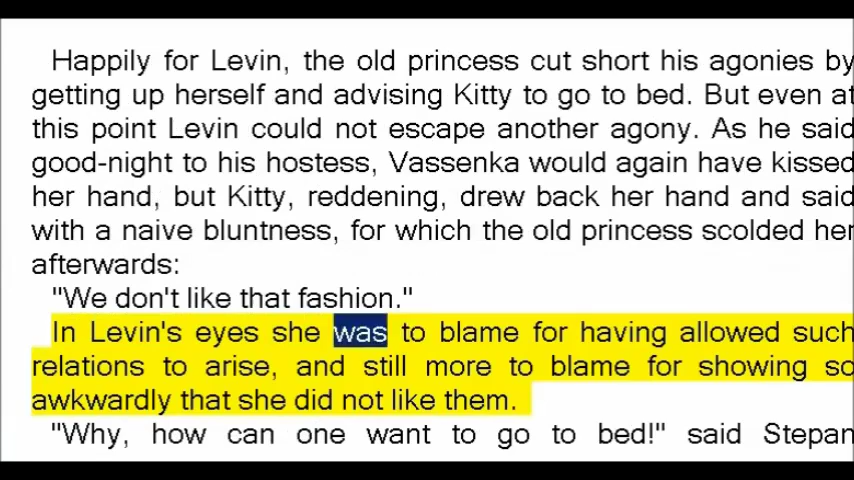 Happily for Levin, the old princess cut short his agonies by
getting up herself and advising Kitty to go to bed. But even at
this point Levin could not escape another agony. As he said
good-night to his hostess, Vassenka would again have kissed
her hand, but Kitty, reddening, drew back her hand and said
with a naive bluntness, for which the old princess scolded her
afterwards:
"We don't like that fashion."
In Levin's eyes she was to blame for having allowed such
relations to arise, and still more to blame for showing so
awkwardly that she did not like them.
"Why, how can one want to go to bed!" said Stepan